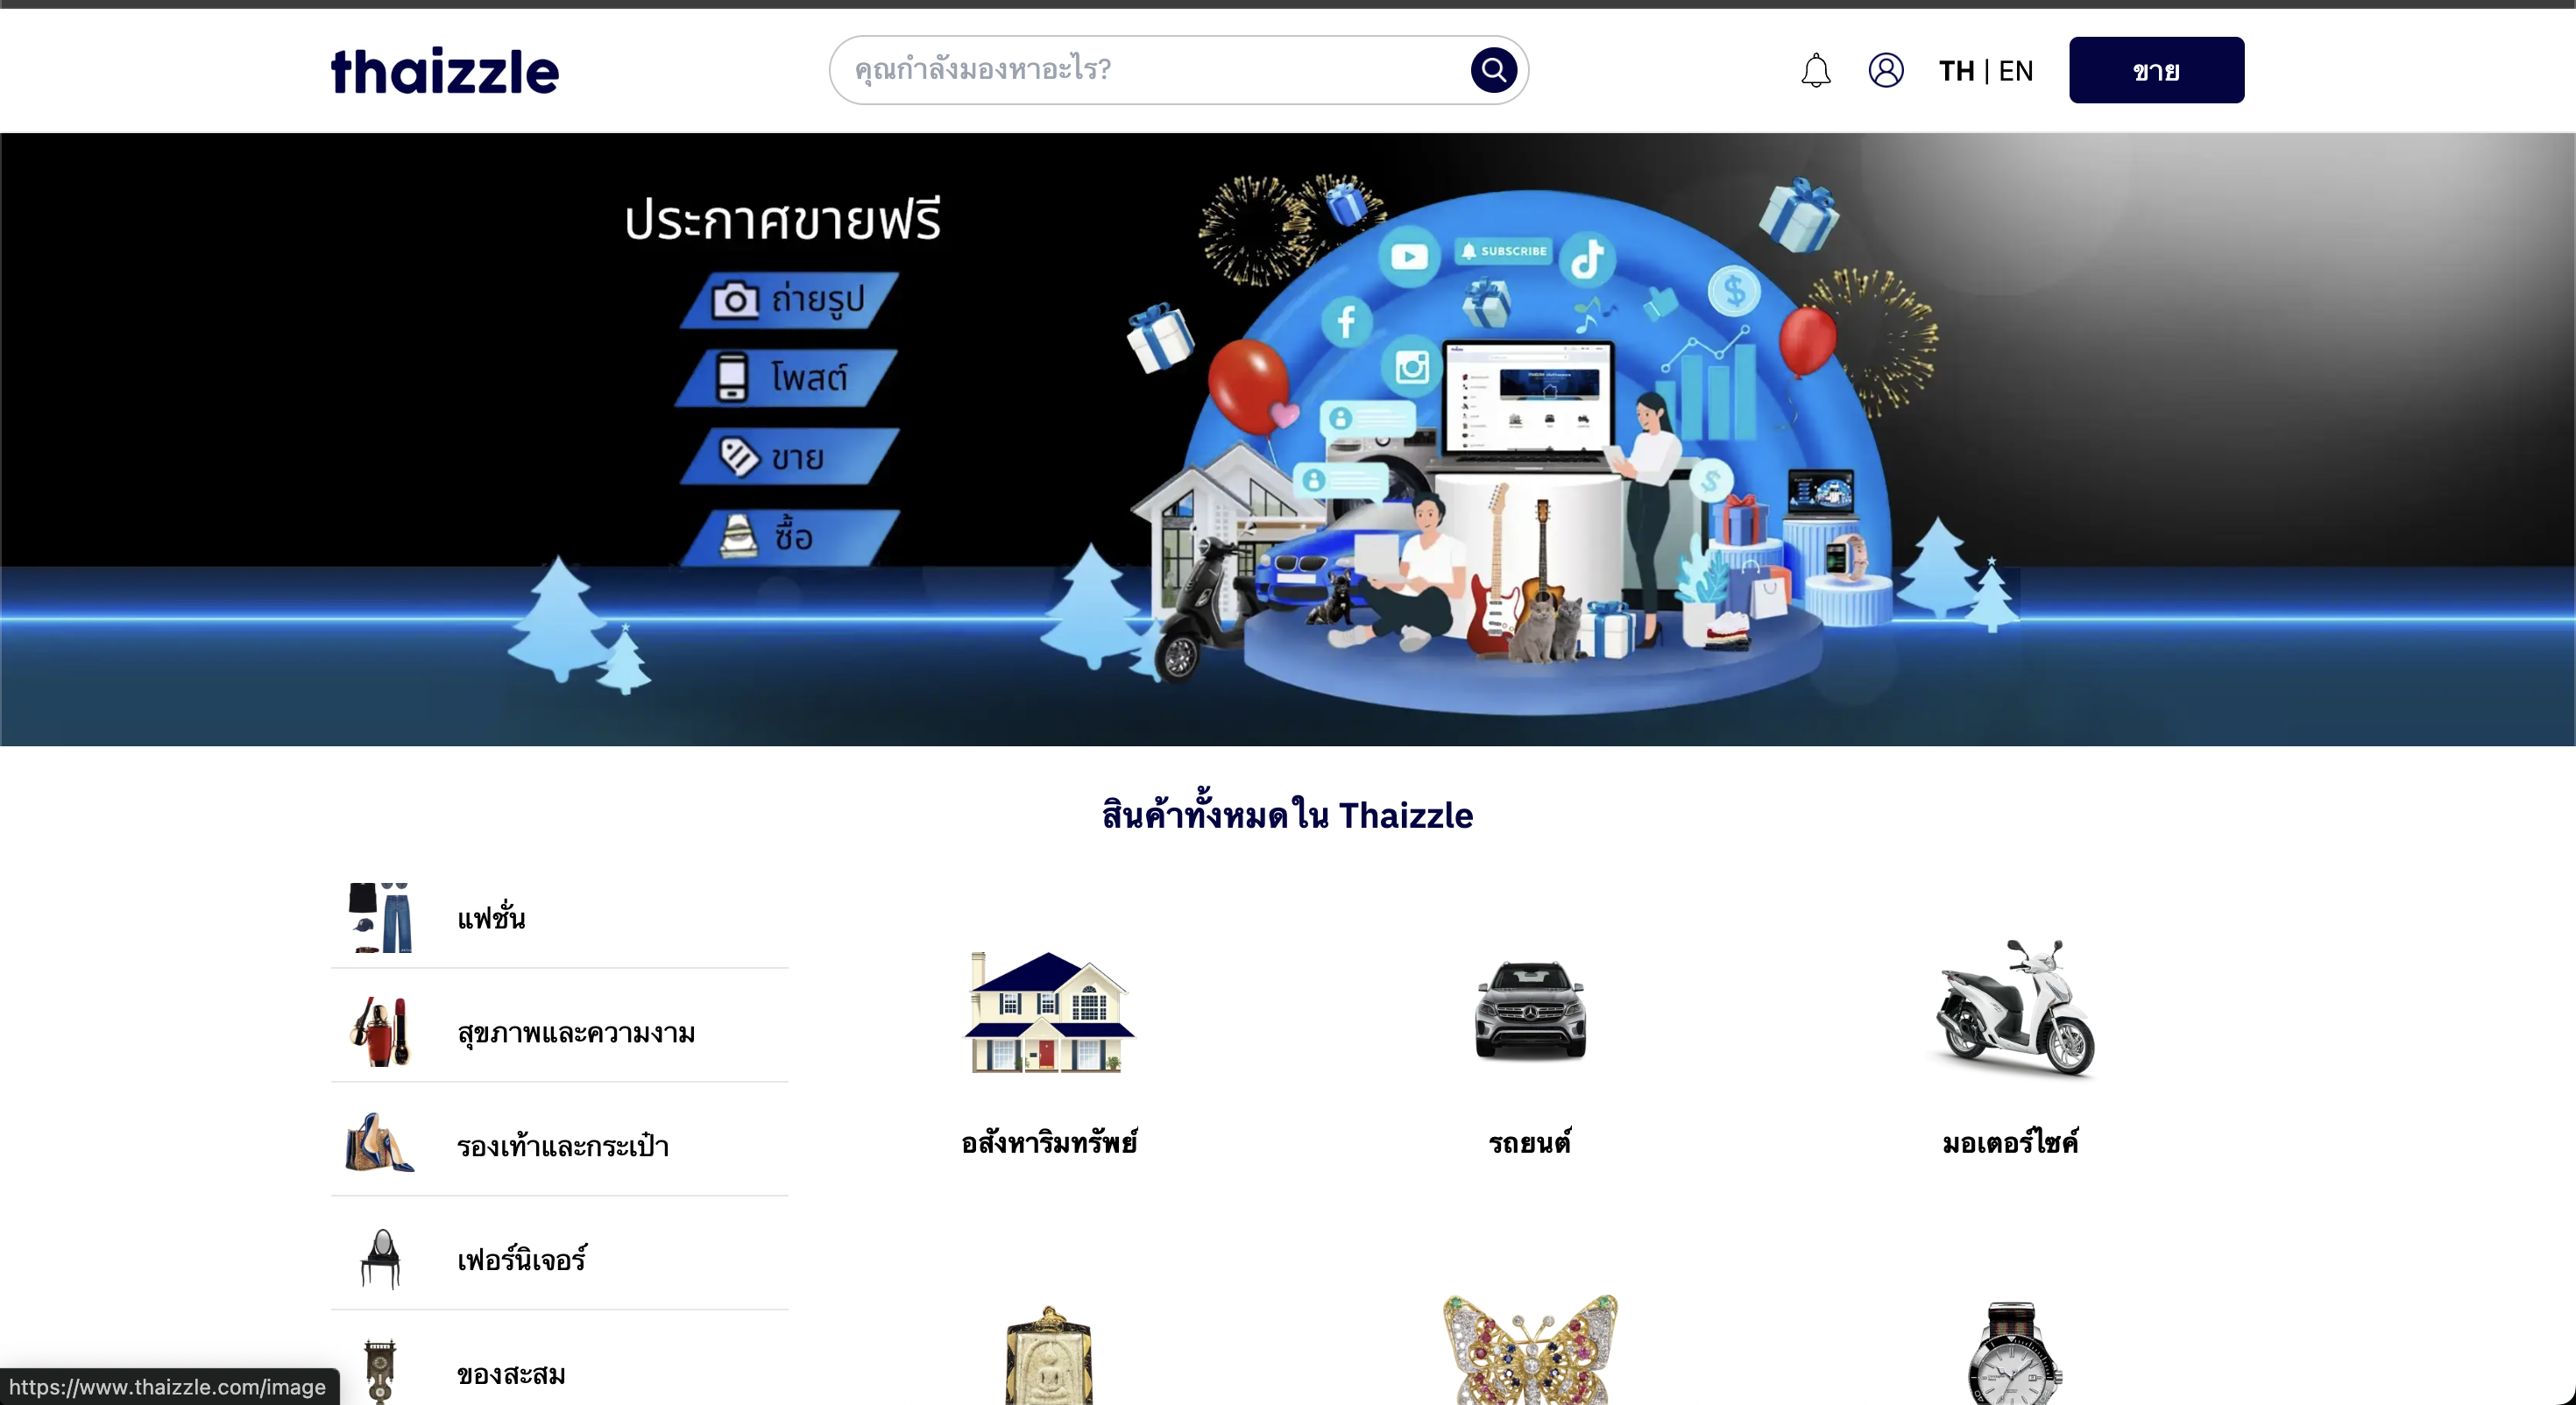 thaizzle
คุณกำลังมองหาอะไร?
TH | EN
ขาย
ประกาศขายฟรี
ถ่ายรูป
โพสต์
ขาย
ซื้อ
SUBSCRIBE
สินค้าทั้งหมดใน Thaizzle
แฟชั่น
สุขภาพและความงาม
รองเท้าและกระเป๋า
เฟอร์นิเจอร์
ของสะสม
อสังหาริมทรัพย์
รถยนต์
มอเตอร์ไซค์
https://www.thaizzle.com/image